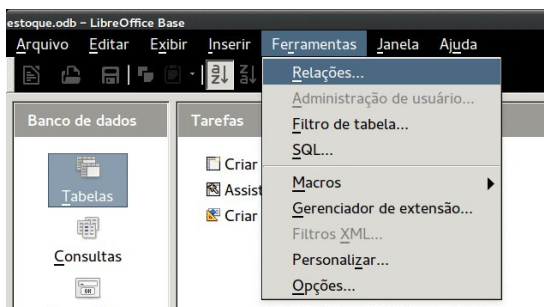 estoque.odb – LibreOffice Base
Arquivo Editar Exibir Inserir Ferramentas Janela Ajuda
Relações...
Administração de usuário...
Filtro de tabela...
SQL...
Macros
Gerenciador de extensão...
Filtros XML...
Personalizar...
Opções...
Banco de dados
Tabelas
Consultas
Tarefas
Criar
Assist
Criar